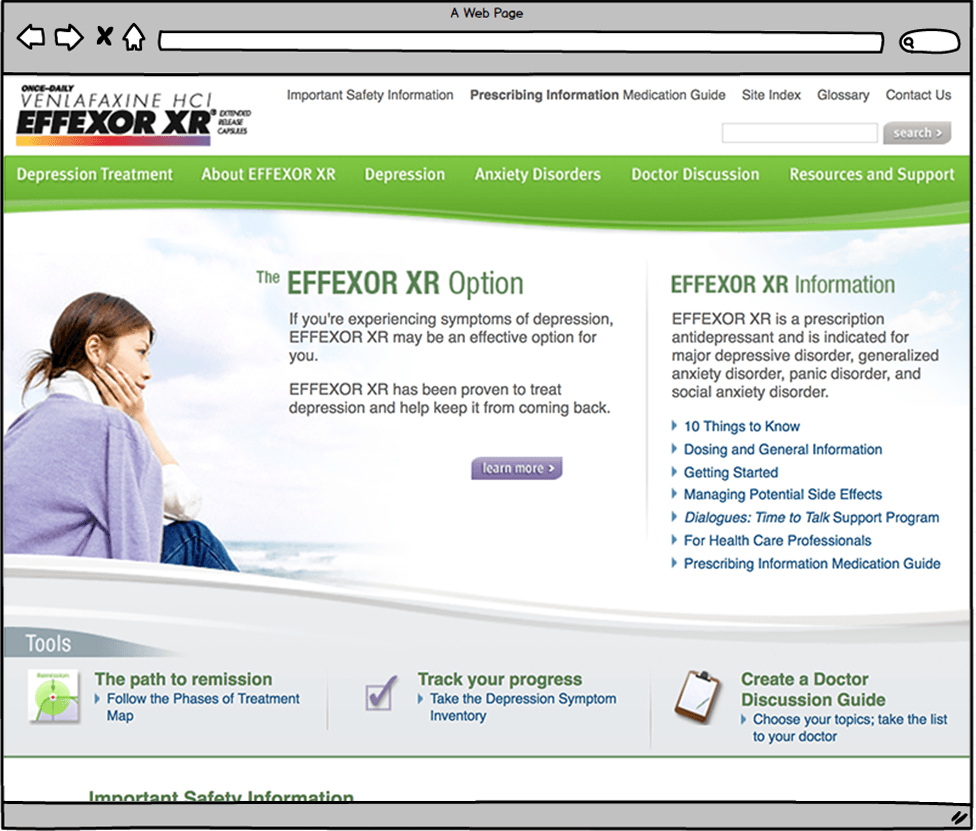 A Web Page
ONCE-DAILY
VENLAFAXINE HCl
EFFEXOR XR®
EXTENDED
RELEASE
CAPSULES
Important Safety Information
Prescribing Information Medication Guide
Site Index
Glossary
Contact Us
search >
Depression Treatment
About EFFEXOR XR
Depression
Anxiety Disorders
Doctor Discussion
Resources and Support
The EFFEXOR XR Option
If you're experiencing symptoms of depression,
EFFEXOR XR may be an effective option for
you.
EFFEXOR XR has been proven to treat
depression and help keep it from coming back.
learn more >
EFFEXOR XR Information
EFFEXOR XR is a prescription
antidepressant and is indicated for
major depressive disorder, generalized
anxiety disorder, panic disorder, and
social anxiety disorder.
10 Things to Know
Dosing and General Information
Getting Started
Managing Potential Side Effects
Dialogues: Time to Talk Support Program
For Health Care Professionals
Prescribing Information Medication Guide
Tools
Remission
The path to remission
Follow the Phases of Treatment
Map
Track your progress
Take the Depression Symptom
Inventory
Create a Doctor
Discussion Guide
Choose your topics; take the list
to your doctor
Important Safety Information